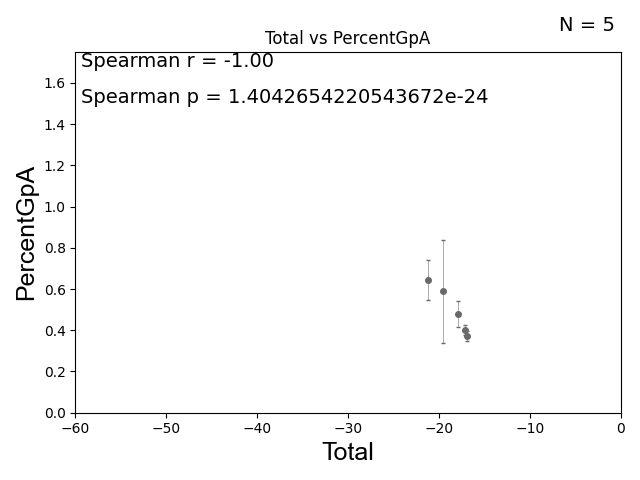 N = 5
Total vs PercentGpA
Spearman r = -1.00
Spearman p = 1.4042654220543672e-24
PercentGpA
1.6
1.4
1.2
1.0
0.8
0.6
0.4
0.2
0.0
−60 −50 −40 −30 −20 −10 0
Total